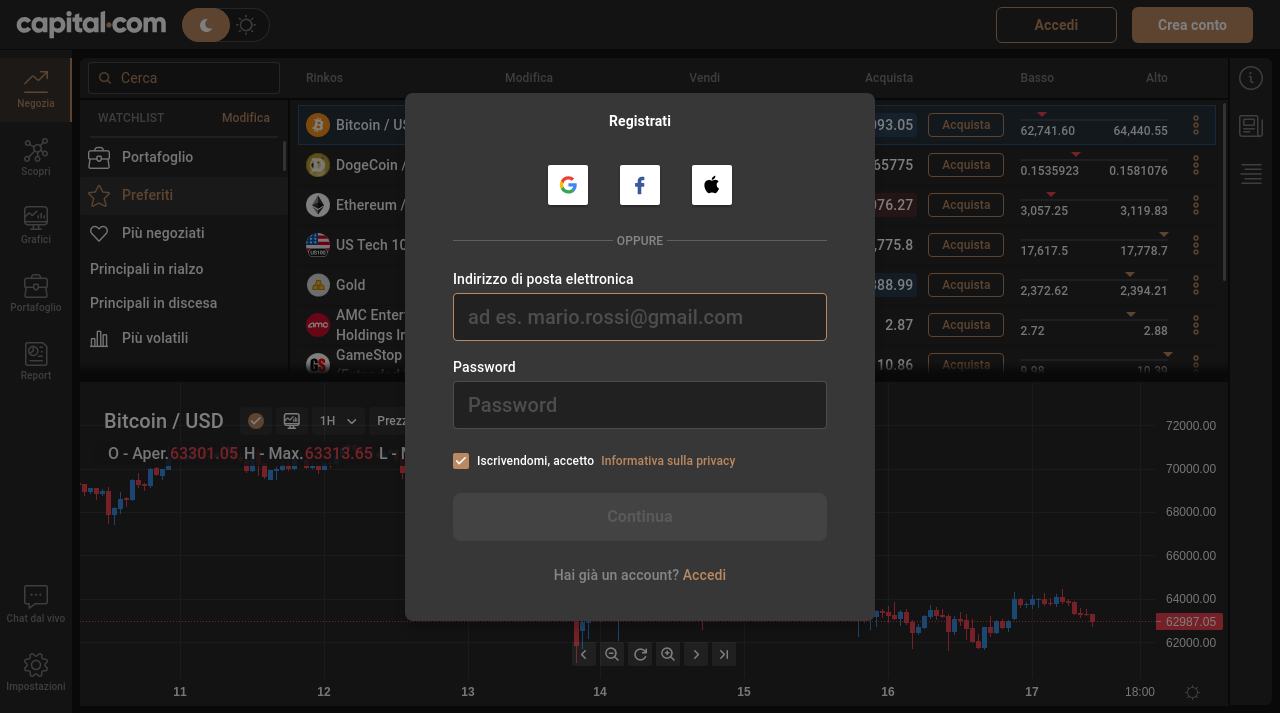 capital.com
Accedi
Crea conto
Negozia
Scopri
Grafici
Portafoglio
Report
Chat dal vivo
Impostazioni
Cerca
WATCHLIST Modifica
Portafoglio
Preferiti
Più negoziati
Principali in rialzo
Principali in discesa
Più volatili
Rinkos Modifica Vendi Acquista Basso Alto
Bitcoin / US 93.05 Acquista 62,741.60 64,440.55
DogeCoin / 65775 Acquista 0.1535923 0.1581076
Ethereum / 76.27 Acquista 3,057.25 3,119.83
US Tech 10 ,775.8 Acquista 17,617.5 17,778.7
Gold 88.99 Acquista 2,372.62 2,394.21
AMC Enter
Holdings In 2.87 Acquista 2.72 2.88
GameStop 10.86 Acquista 9.98 10.39
Registrati
OPPURE
Indirizzo di posta elettronica
ad es. mario.rossi@gmail.com
Password
Password
Iscrivendomi, accetto Informativa sulla privacy
Continua
Hai già un account? Accedi
Bitcoin / USD 1H Prezz
O - Aper. 63301.05 H - Max. 63313.65 L - M
72000.00
70000.00
68000.00
66000.00
64000.00
62987.05
62000.00
11 12 13 14 15 16 17 18:00